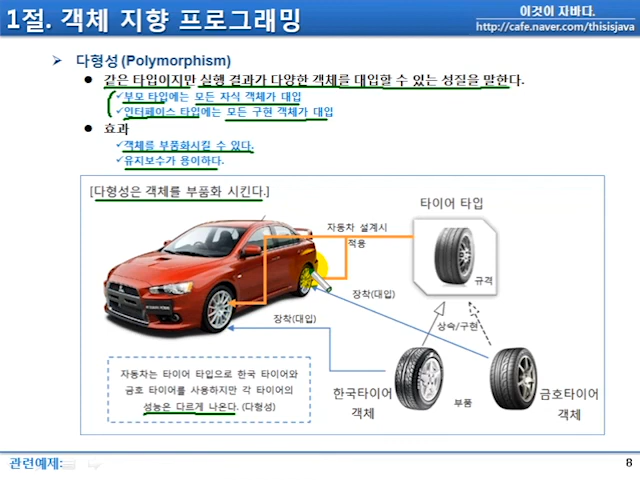 1절. 객체 지향 프로그래밍
이것이 자바다.
http://cafe.naver.com/thisisjava
다형성 (Polymorphism)
같은 타입이지만 실행 결과가 다양한 객체를 대입할 수 있는 성질을 말한다.
부모 타입에는 모든 자식 객체가 대입
인터페이스 타입에는 모든 구현 객체가 대입
효과
객체를 부품화시킬 수 있다.
유지보수가 용이하다.
[다형성은 객체를 부품화 시킨다.]
타이어 타입
자동차 설계시
적용
규격
장착(대입)
장착(대입)
상속/구현
자동차는 타이어 타입으로 한국 타이어와
금호 타이어를 사용하지만 각 타이어의
성능은 다르게 나온다. (다형성)
한국타이어
객체
부품
금호타이어
객체
관련예제:
8